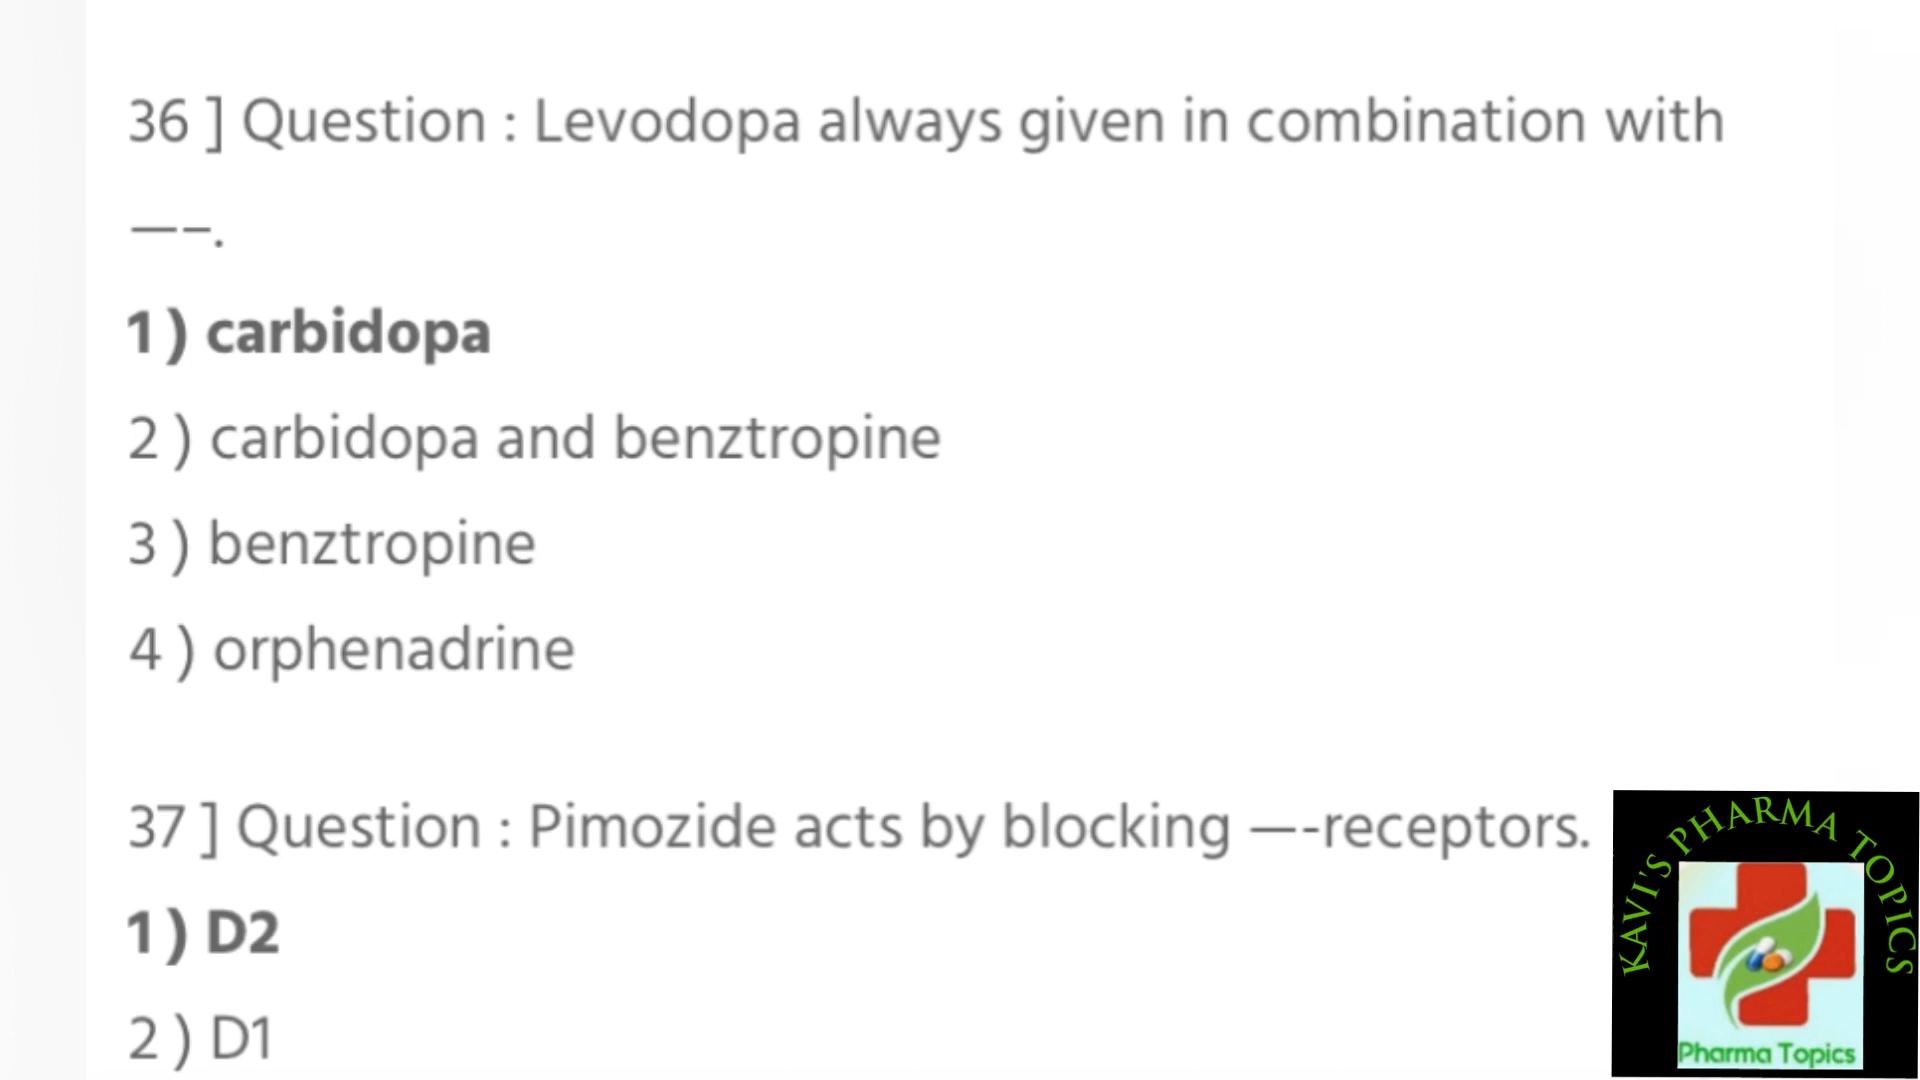 36 ] Question : Levodopa always given in combination with
—–.
1 ) carbidopa
2 ) carbidopa and benztropine
3 ) benztropine
4 ) orphenadrine
37 ] Question : Pimozide acts by blocking —-receptors.
1 ) D2
2 ) D1
KAVI'S PHARMA TOPICS
Pharma Topics